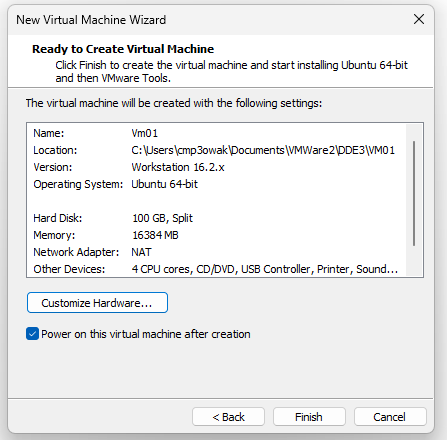 New Virtual Machine Wizard
Ready to Create Virtual Machine
Click Finish to create the virtual machine and start installing Ubuntu 64-bit
and then VMware Tools.
The virtual machine will be created with the following settings:
Name: Vm01
Location: C:\Users\cmp3owak\Documents\VMWare2\DDE3\VM01
Version: Workstation 16.2.x
Operating System: Ubuntu 64-bit
Hard Disk: 100 GB, Split
Memory: 16384 MB
Network Adapter: NAT
Other Devices: 4 CPU cores, CD/DVD, USB Controller, Printer, Sound...
Customize Hardware...
Power on this virtual machine after creation
< Back Finish Cancel